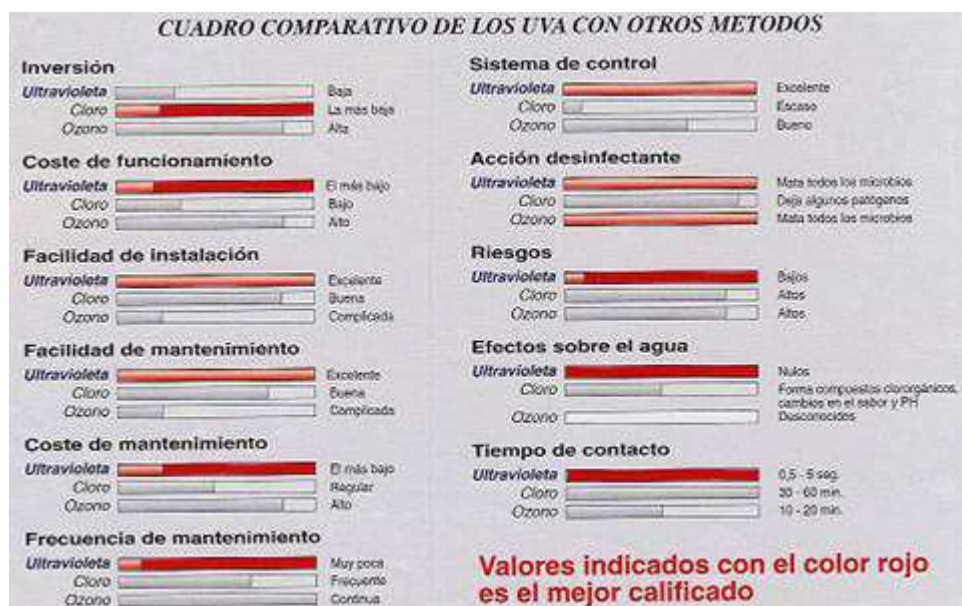 CUADRO COMPARATIVO DE LOS UVA CON OTROS METODOS
Inversión
Ultravioleta Baja
Cloro La más baja
Ozono Alta
Coste de funcionamiento
Ultravioleta El más bajo
Cloro Bajo
Ozono Alto
Facilidad de instalación
Ultravioleta Excelente
Cloro Buena
Ozono Complicada
Facilidad de mantenimiento
Ultravioleta Excelente
Cloro Buena
Ozono Complicada
Coste de mantenimiento
Ultravioleta El más bajo
Cloro Regular
Ozono Alto
Frecuencia de mantenimiento
Ultravioleta Muy poca
Cloro Frecuente
Ozono Continua
Sistema de control
Ultravioleta Excelente
Cloro Escaso
Ozono Bueno
Acción desinfectante
Ultravioleta Mata todos los microbios
Cloro Deja algunos patógenos
Ozono Mata todos los microbios
Riesgos
Ultravioleta Bajos
Cloro Altos
Ozono Altos
Efectos sobre el agua
Ultravioleta Nulos
Cloro Forma compuestos clororgánicos,
cambios en el sabor y PH
Ozono Desconocidos
Tiempo de contacto
Ultravioleta 0,5 - 5 seg.
Cloro 30 - 60 min.
Ozono 10 - 20 min.
Valores indicados con el color rojo
es el mejor calificado